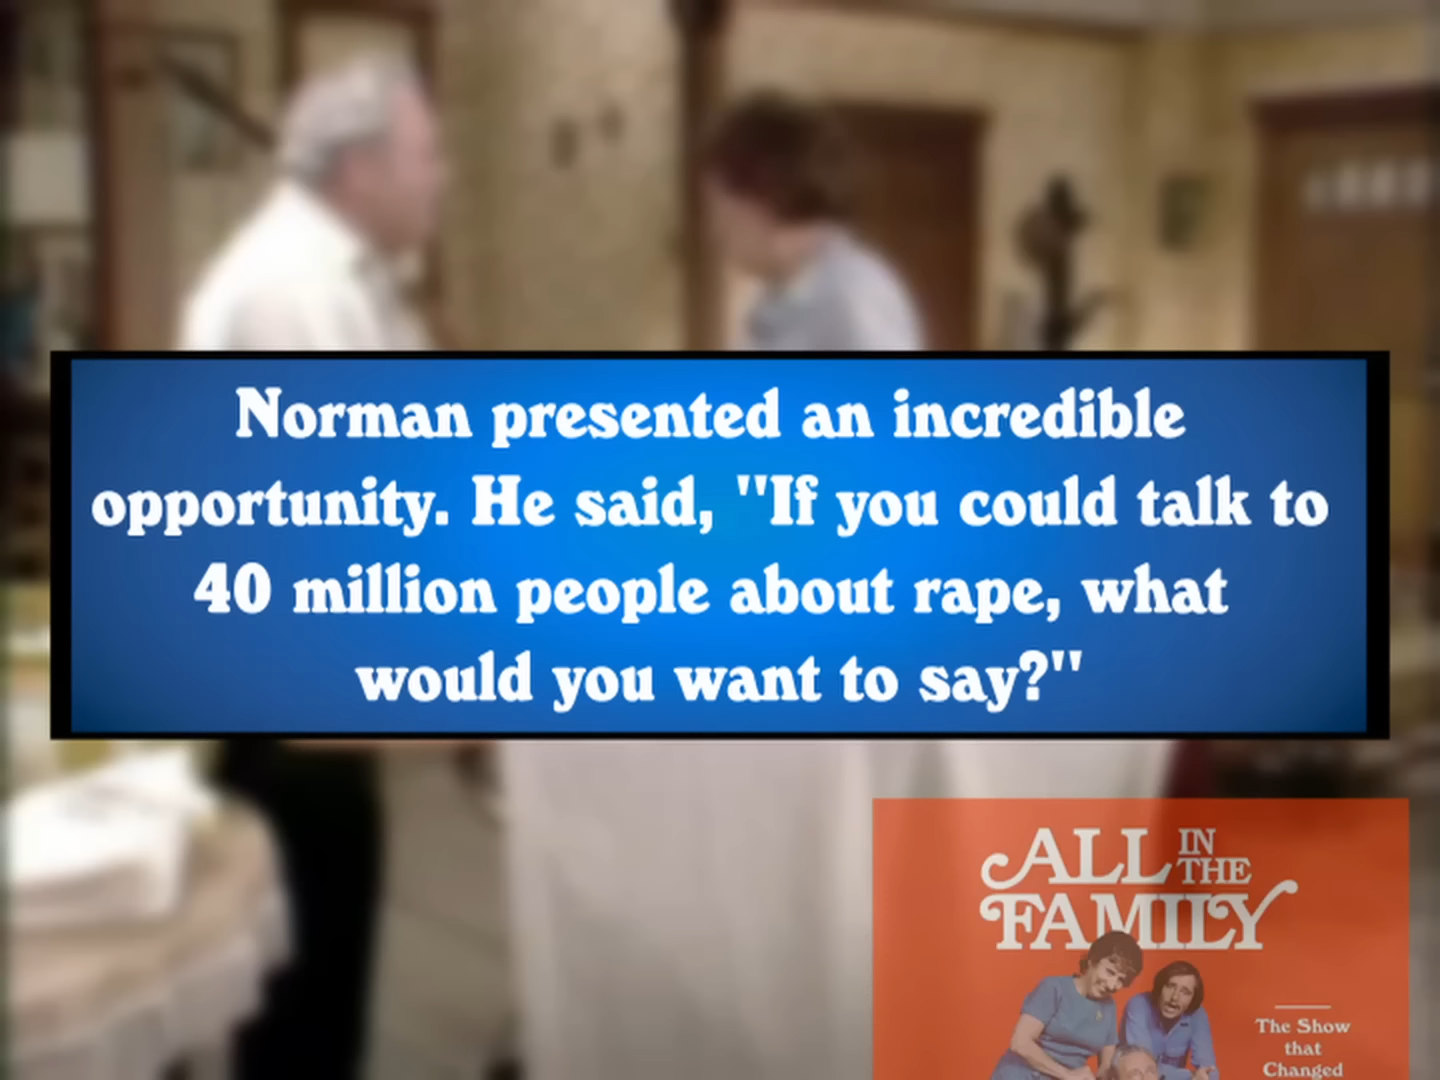 Norman presented an incredible
opportunity. He said, "If you could talk to
40 million people about rape, what
would you want to say?"
ALL IN THE
FAMILY
The Show
that
Changed